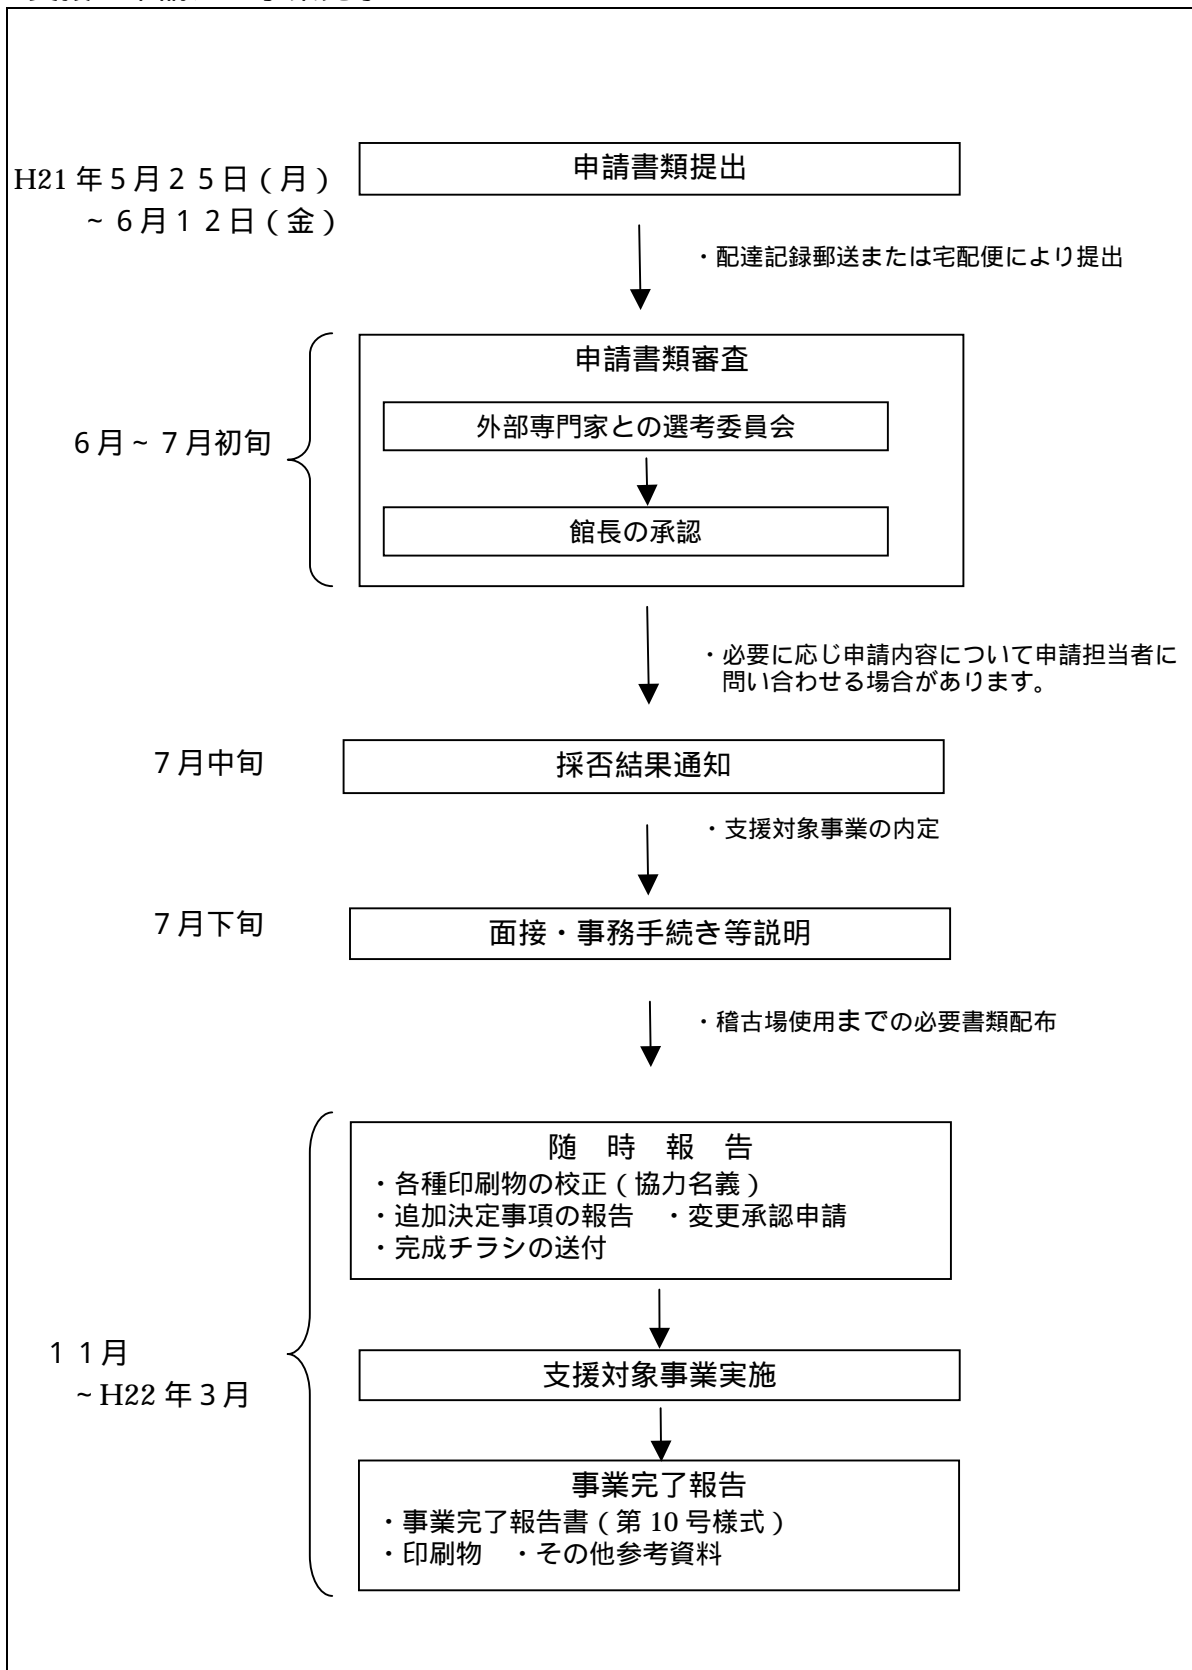 H21年５月２５日（月）
～６月１２日（金）
申請書類提出
・配達記録郵送または宅配便により提出
６月～７月初旬
申請書類審査
外部専門家との選考委員会
館長の承認
・必要に応じ申請内容について申請担当者に
問い合わせる場合があります。
７月中旬
採否結果通知
・支援対象事業の内定
７月下旬
面接・事務手続き等説明
・稽古場使用までの必要書類配布
１１月
～H22年３月
随　時　報　告
・各種印刷物の校正（協力名義）
・追加決定事項の報告　・変更承認申請
・完成チラシの送付
支援対象事業実施
事業完了報告
・事業完了報告書（第10号様式）
・印刷物　・その他参考資料